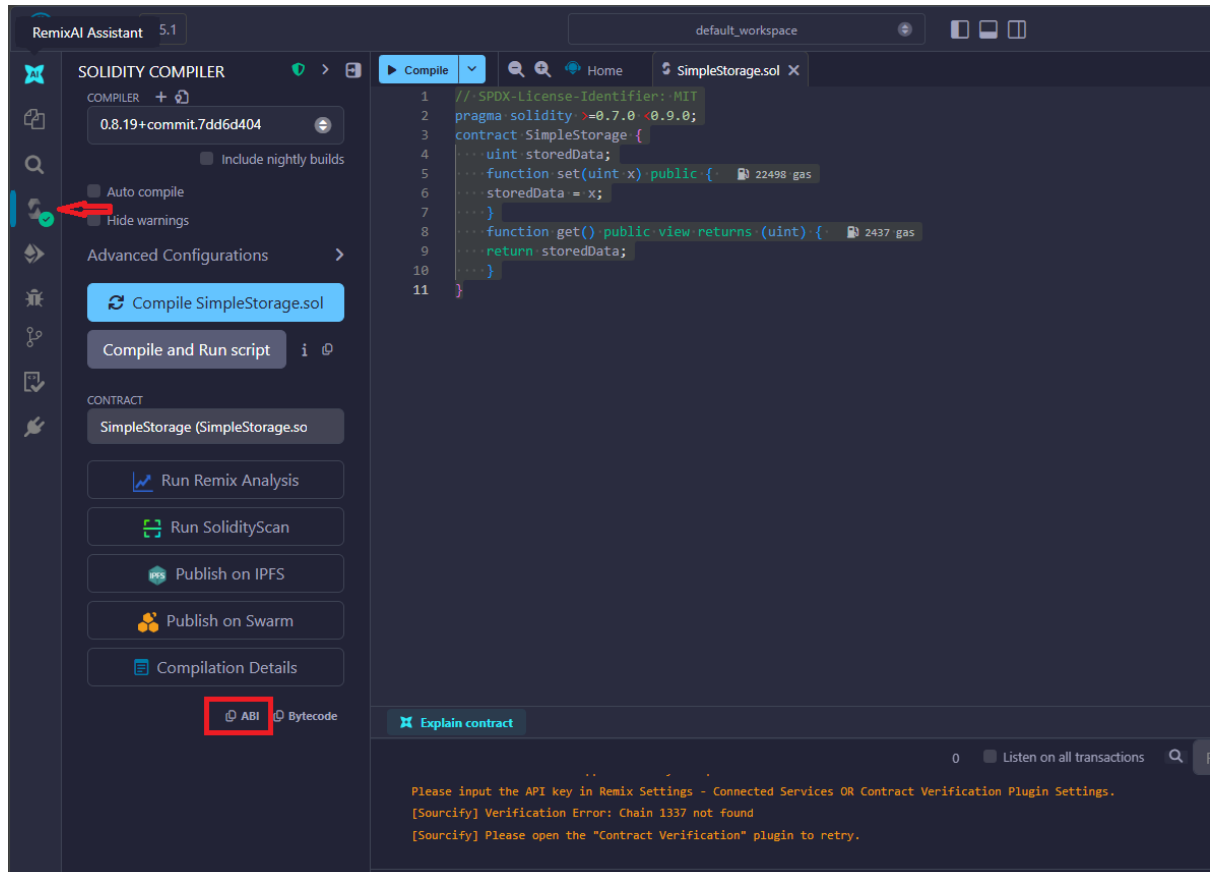 RemixAI Assistant 5.1
default_workspace
SOLIDITY COMPILER
COMPILER
0.8.19+commit.7dd6d404
Include nightly builds
Auto compile
Hide warnings
Advanced Configurations
Compile SimpleStorage.sol
Compile and Run script
CONTRACT
SimpleStorage (SimpleStorage.so
Run Remix Analysis
Run SolidityScan
IPFS Publish on IPFS
Publish on Swarm
Compilation Details
ABI Bytecode
Compile Home SimpleStorage.sol
1 // SPDX-License-Identifier: MIT
2 pragma solidity >=0.7.0 <0.9.0;
3 contract SimpleStorage {
4 uint storedData;
5 function set(uint x) public { 22498 gas
6 storedData = x;
7 }
8 function get() public view returns (uint) { 2437 gas
9 return storedData;
10 }
11 }
Explain contract
0 Listen on all transactions
Please input the API key in Remix Settings - Connected Services OR Contract Verification Plugin Settings.
[Sourcify] Verification Error: Chain 1337 not found
[Sourcify] Please open the "Contract Verification" plugin to retry.